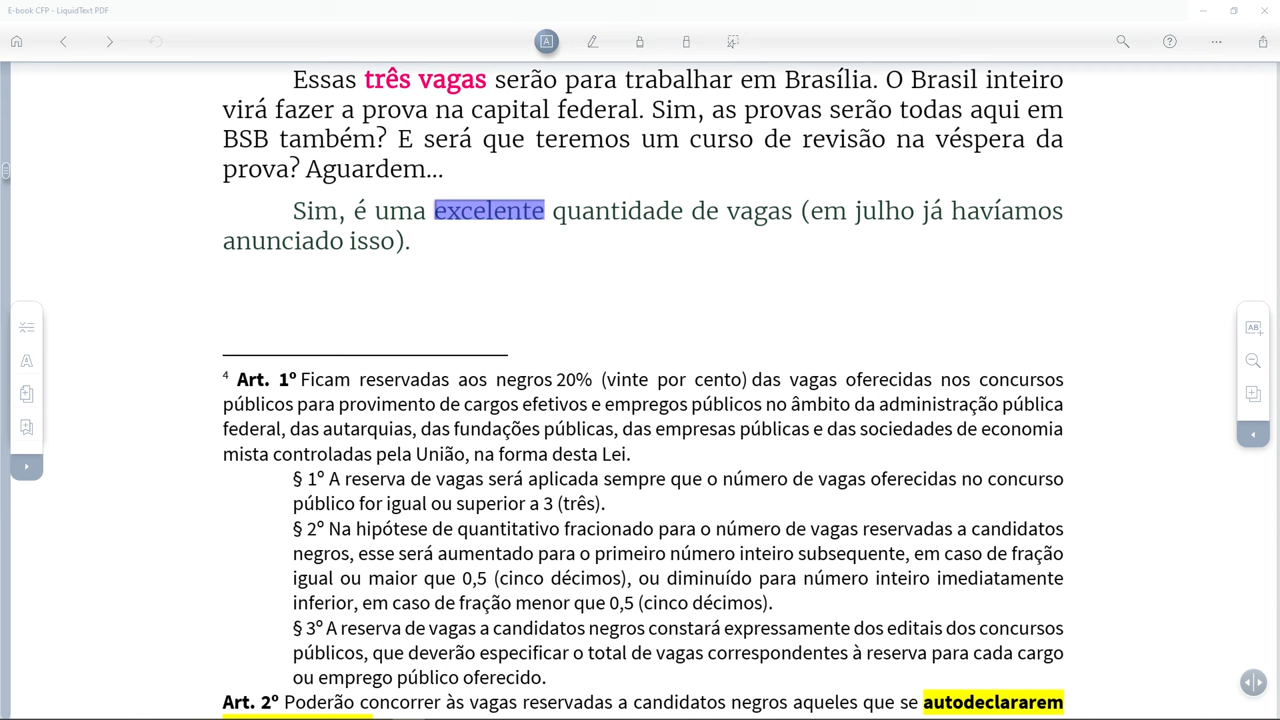 E-book CFP - LiquidText PDF
Essas três vagas serão para trabalhar em Brasília. O Brasil inteiro
virá fazer a prova na capital federal. Sim, as provas serão todas aqui em
BSB também? E será que teremos um curso de revisão na véspera da
prova? Aguardem...
Sim, é uma excelente quantidade de vagas (em julho já havíamos
anunciado isso).
4 Art. 1º Ficam reservadas aos negros 20% (vinte por cento) das vagas oferecidas nos concursos
públicos para provimento de cargos efetivos e empregos públicos no âmbito da administração pública
federal, das autarquias, das fundações públicas, das empresas públicas e das sociedades de economia
mista controladas pela União, na forma desta Lei.
§ 1º A reserva de vagas será aplicada sempre que o número de vagas oferecidas no concurso
público for igual ou superior a 3 (três).
§ 2º Na hipótese de quantitativo fracionado para o número de vagas reservadas a candidatos
negros, esse será aumentado para o primeiro número inteiro subsequente, em caso de fração
igual ou maior que 0,5 (cinco décimos), ou diminuído para número inteiro imediatamente
inferior, em caso de fração menor que 0,5 (cinco décimos).
§ 3º A reserva de vagas a candidatos negros constará expressamente dos editais dos concursos
públicos, que deverão especificar o total de vagas correspondentes à reserva para cada cargo
ou emprego público oferecido.
Art. 2º Poderão concorrer às vagas reservadas a candidatos negros aqueles que se autodeclararem